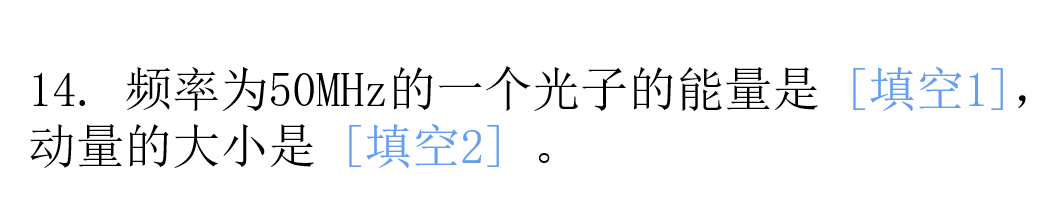 14. 频率为50MHz的一个光子的能量是 [填空1],
动量的大小是 [填空2] 。